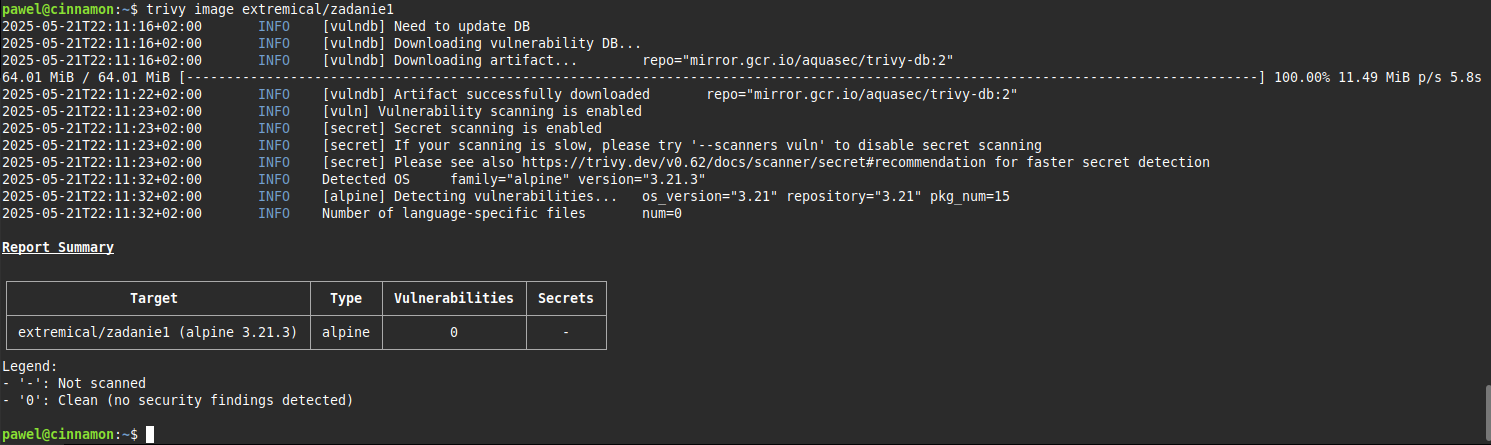 pawel@cinnamon:~$ trivy image extremical/zadanie1
2025-05-21T22:11:16+02:00	INFO	[vulndb] Need to update DB
2025-05-21T22:11:16+02:00	INFO	[vulndb] Downloading vulnerability DB...
2025-05-21T22:11:16+02:00	INFO	[vulndb] Downloading artifact...	repo="mirror.gcr.io/aquasec/trivy-db:2"
64.01 MiB / 64.01 MiB [--------------------------------------------------------------------------------------------------------------------------------------] 100.00% 11.49 MiB p/s 5.8s
2025-05-21T22:11:22+02:00	INFO	[vulndb] Artifact successfully downloaded	repo="mirror.gcr.io/aquasec/trivy-db:2"
2025-05-21T22:11:23+02:00	INFO	[vuln] Vulnerability scanning is enabled
2025-05-21T22:11:23+02:00	INFO	[secret] Secret scanning is enabled
2025-05-21T22:11:23+02:00	INFO	[secret] If your scanning is slow, please try '--scanners vuln' to disable secret scanning
2025-05-21T22:11:23+02:00	INFO	[secret] Please see also https://trivy.dev/v0.62/docs/scanner/secret#recommendation for faster secret detection
2025-05-21T22:11:32+02:00	INFO	Detected OS	family="alpine" version="3.21.3"
2025-05-21T22:11:32+02:00	INFO	[alpine] Detecting vulnerabilities...	os_version="3.21" repository="3.21" pkg_num=15
2025-05-21T22:11:32+02:00	INFO	Number of language-specific files	num=0
Report Summary
Target	Type	Vulnerabilities	Secrets
extremical/zadanie1 (alpine 3.21.3)	alpine	0	-
Legend:
- '-': Not scanned
- '0': Clean (no security findings detected)
pawel@cinnamon:~$